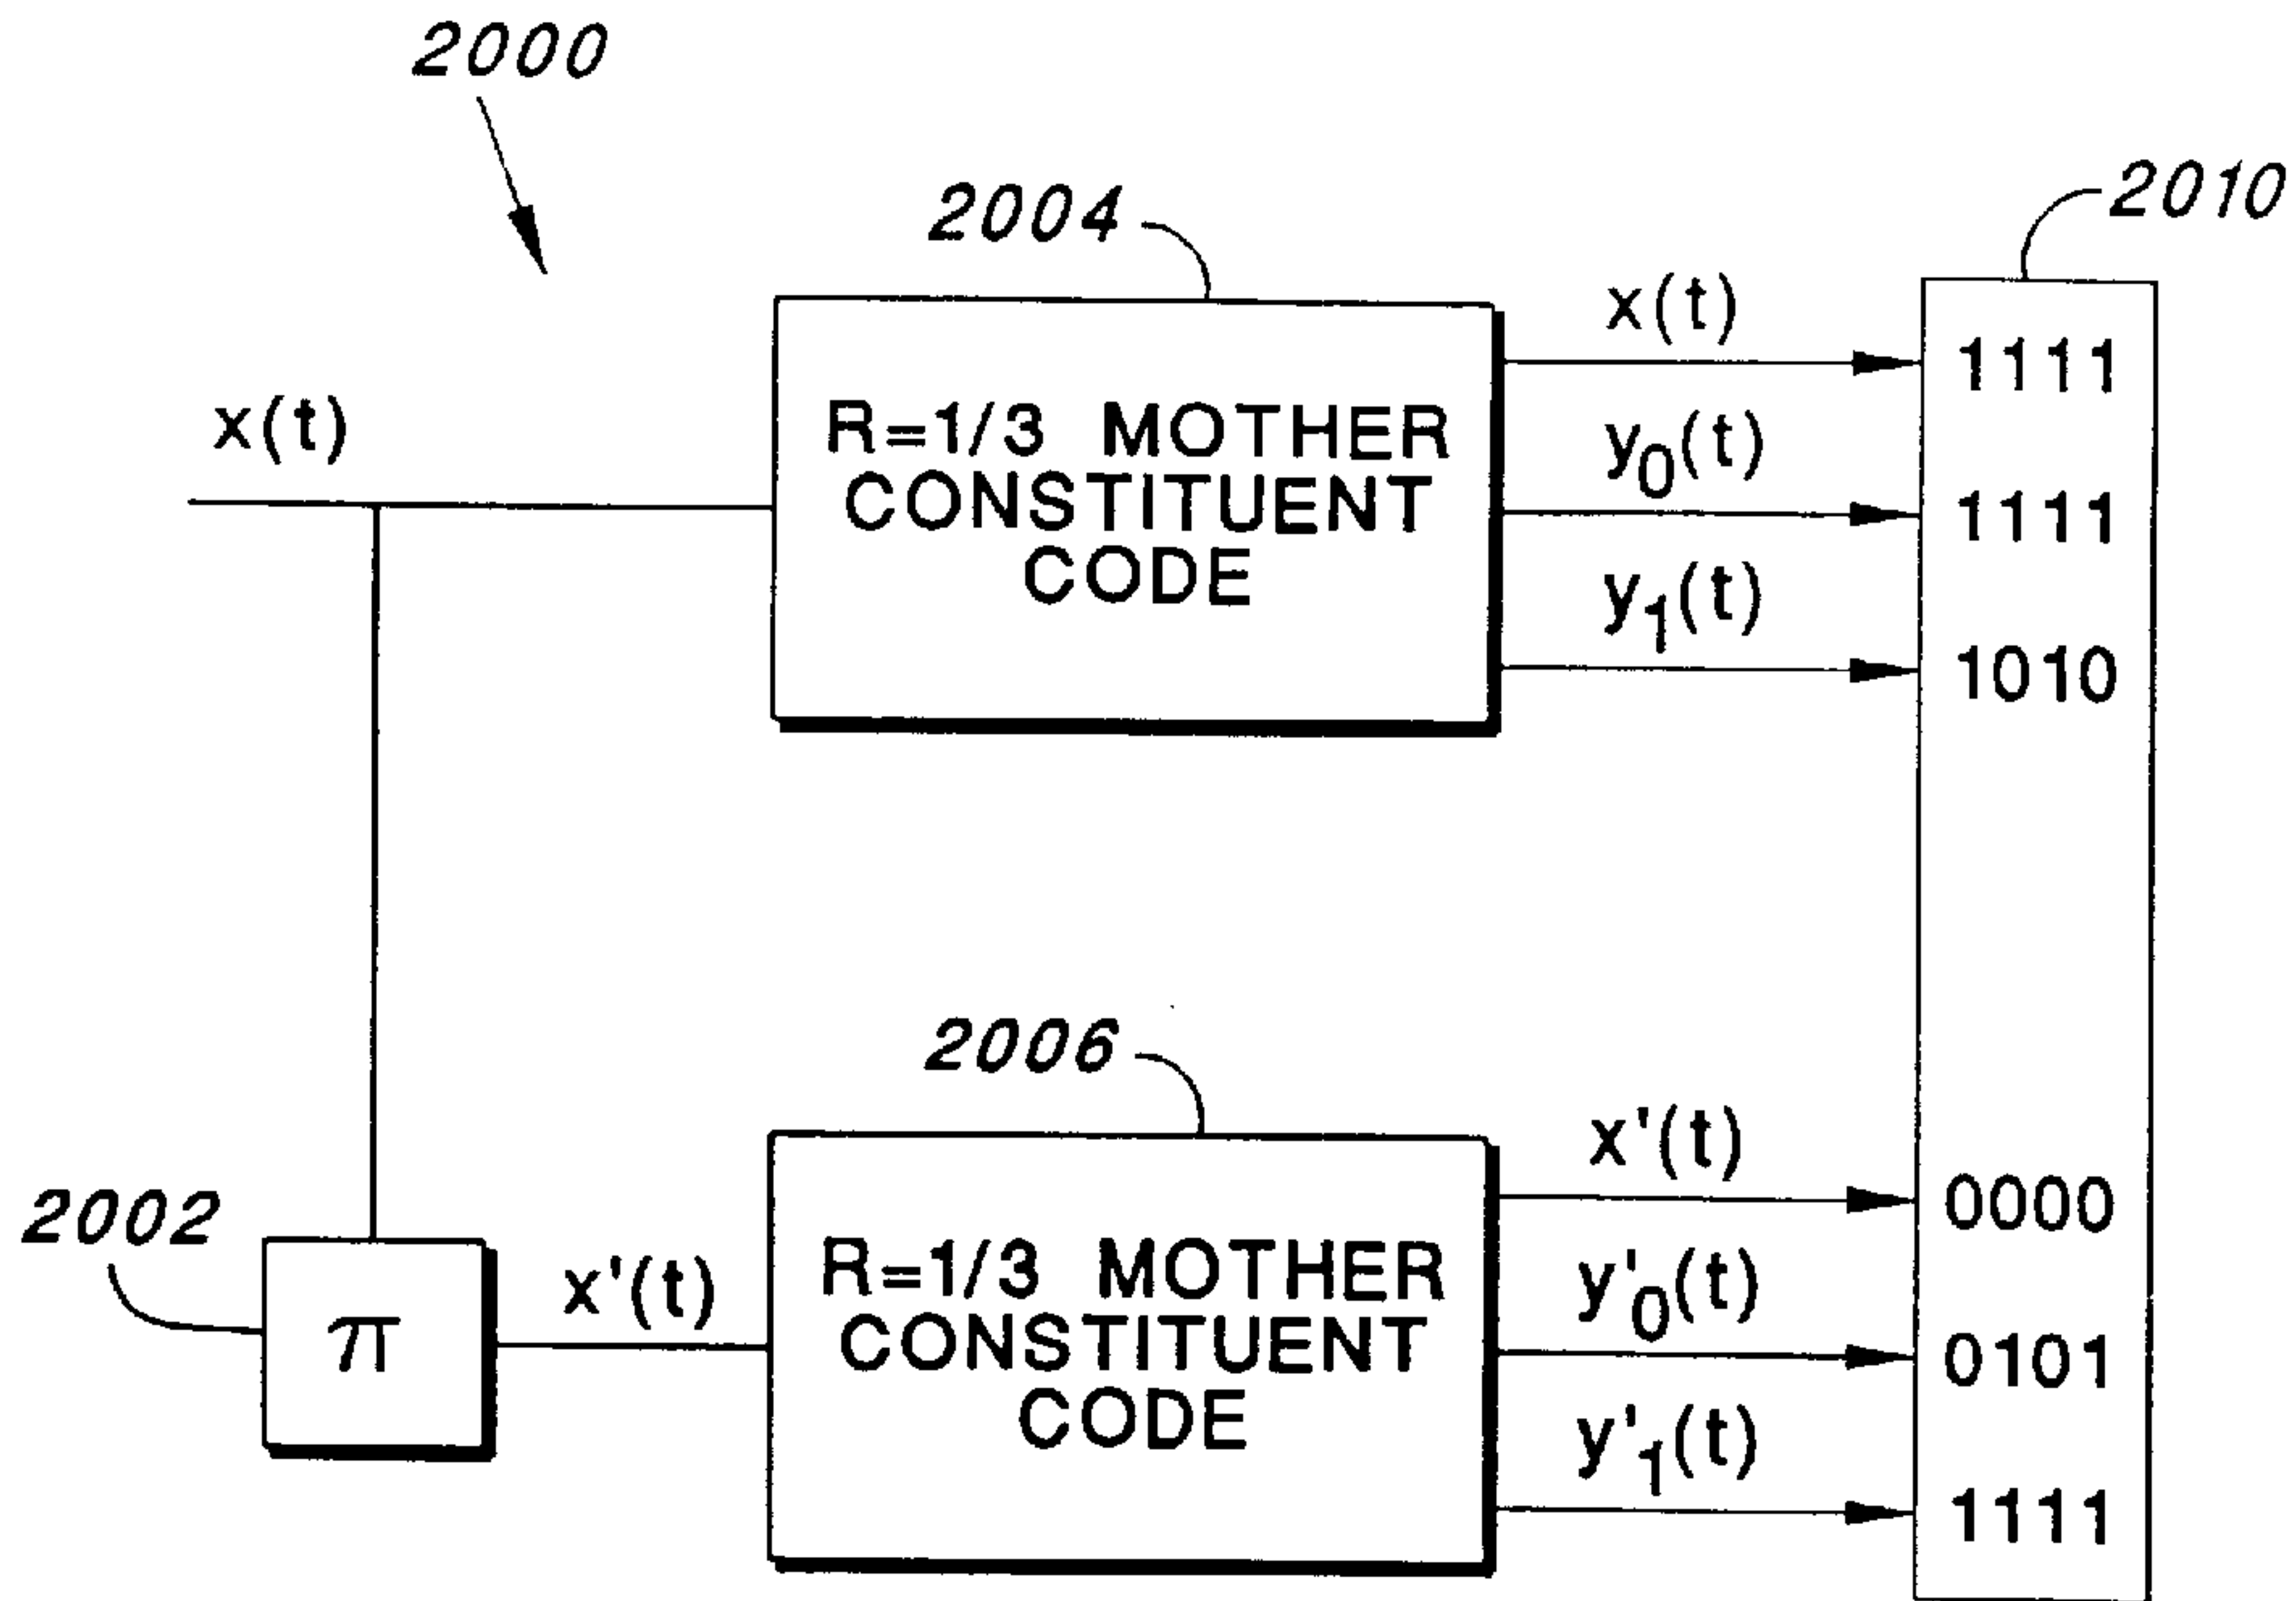 2000
2004
2010
x(t)
R=1/3 MOTHER
CONSTITUENT
CODE
x(t)
1111
y₀(t)
1111
y₁(t)
1010
2006
2002
π
x'(t)
R=1/3 MOTHER
CONSTITUENT
CODE
x'(t)
0000
y'₀(t)
0101
y'₁(t)
1111